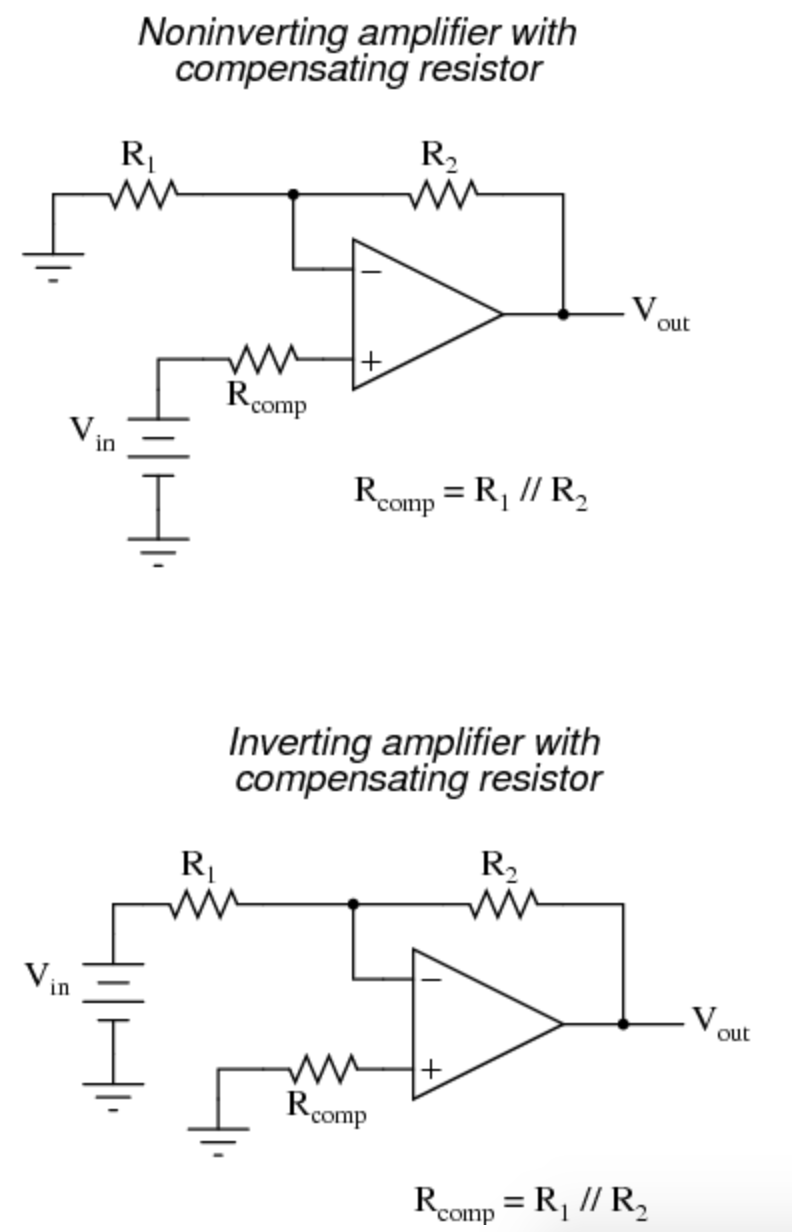 Noninverting amplifier with
compensating resistor
R1
R2
−
+
Vout
Rcomp
Vin
Rcomp = R1 // R2
Inverting amplifier with
compensating resistor
R1
R2
Vin
−
+
Vout
Rcomp
Rcomp = R1 // R2